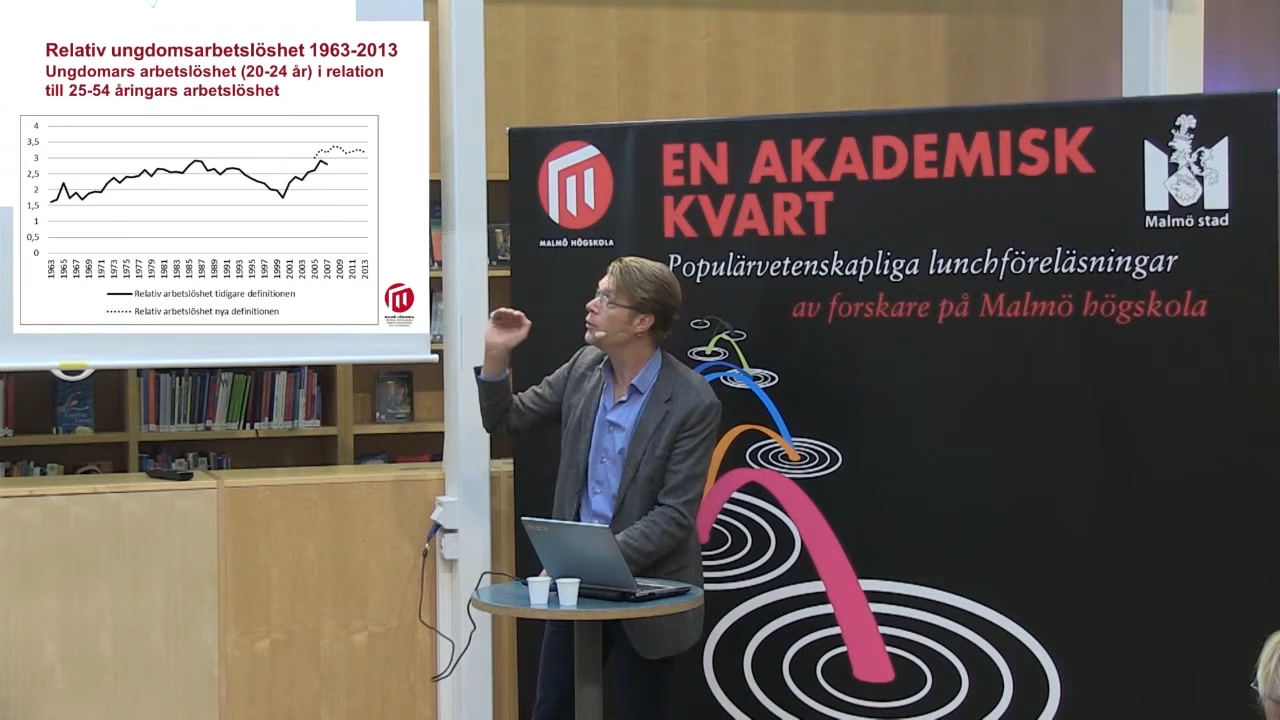 Relativ ungdomsarbetslöshet 1963-2013
Ungdomars arbetslöshet (20-24 år) i relation
till 25-54 åringars arbetslöshet
4
3,5
3
2,5
2
1,5
1
0,5
0
1963
1965
1967
1969
1971
1973
1975
1977
1979
1981
1983
1985
1987
1989
1991
1993
1995
1997
1999
2001
2003
2005
2007
2009
2011
2013
Relativ arbetslöshet tidigare definitionen
Relativ arbetslöshet nya definitionen
MALMÖ HÖGSKOLA
MALMÖ HÖGSKOLA
EN AKADEMISK
KVART
Populärvetenskapliga lunchföreläsningar
av forskare på Malmö högskola
Malmö stad